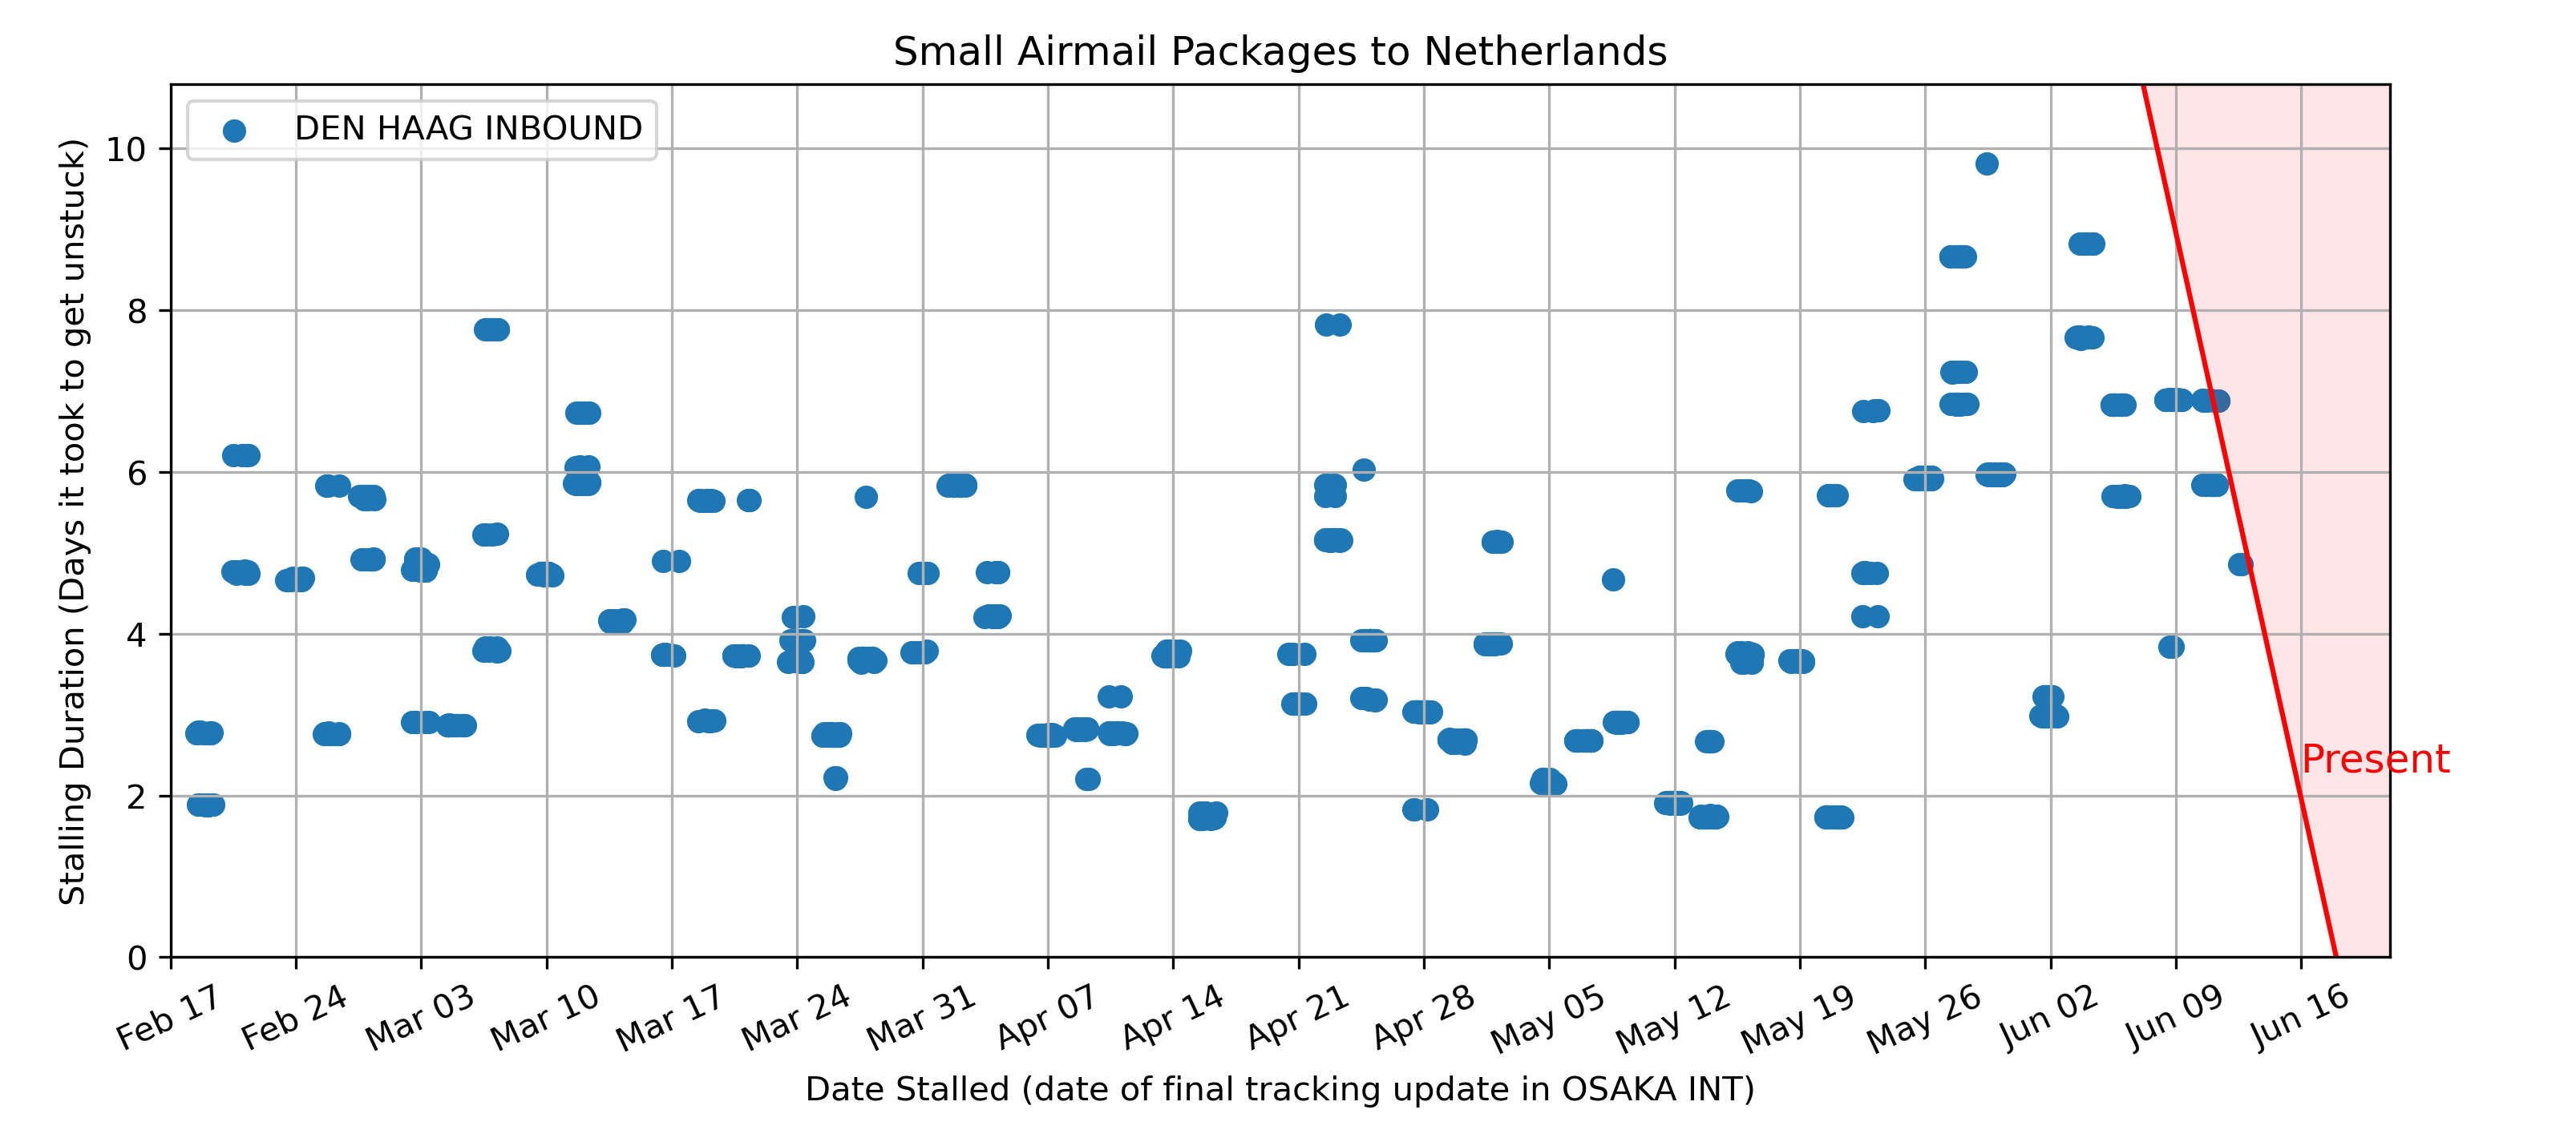 Small Airmail Packages to Netherlands
DEN HAAG INBOUND
Stalling Duration (Days it took to get unstuck)
10
8
6
4
2
0
Present
Feb 17
Feb 24
Mar 03
Mar 10
Mar 17
Mar 24
Mar 31
Apr 07
Apr 14
Apr 21
Apr 28
May 05
May 12
May 19
May 26
Jun 02
Jun 09
Jun 16
Date Stalled (date of final tracking update in OSAKA INT)